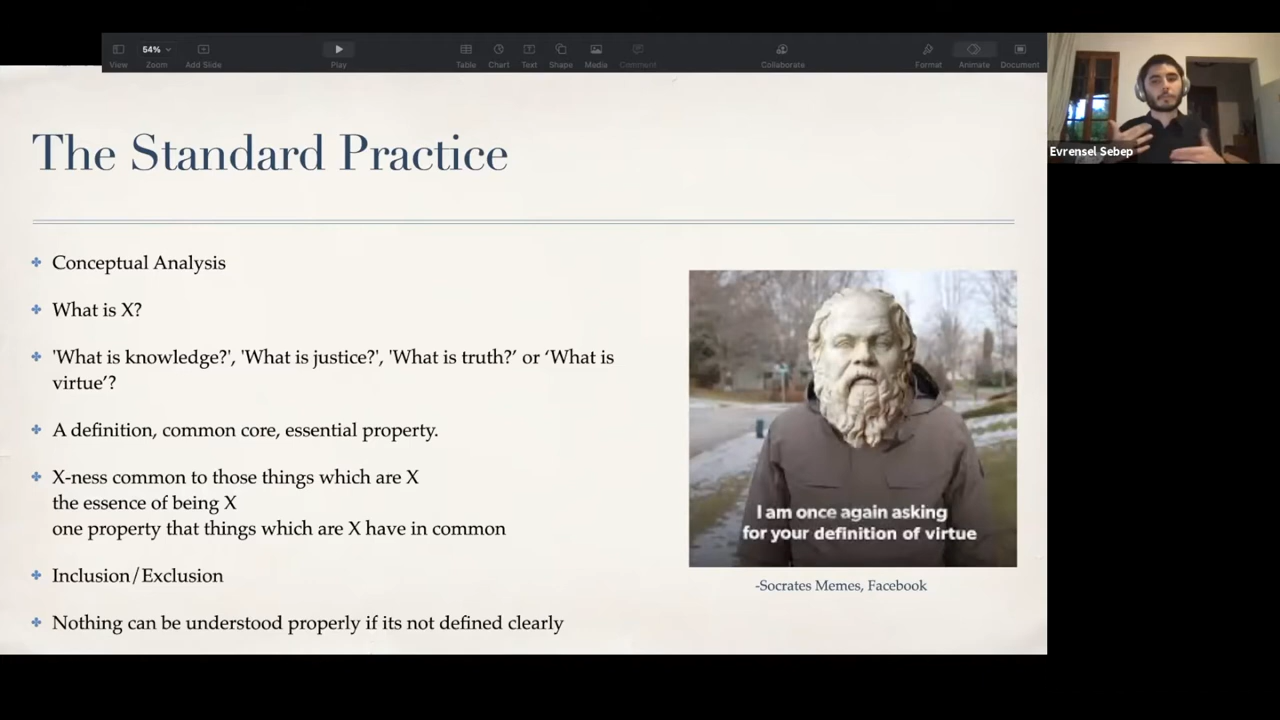 54%
View
Zoom
Add Slide
Play
Table
Chart
Text
Shape
Media
Comment
Collaborate
Format
Animate
Document
Evrensel Sebep
The Standard Practice
Conceptual Analysis
What is X?
'What is knowledge?', 'What is justice?', 'What is truth?’ or ‘What is
virtue’?
A definition, common core, essential property.
X-ness common to those things which are X
the essence of being X
one property that things which are X have in common
Inclusion/Exclusion
Nothing can be understood properly if its not defined clearly
I am once again asking
for your definition of virtue
-Socrates Memes, Facebook